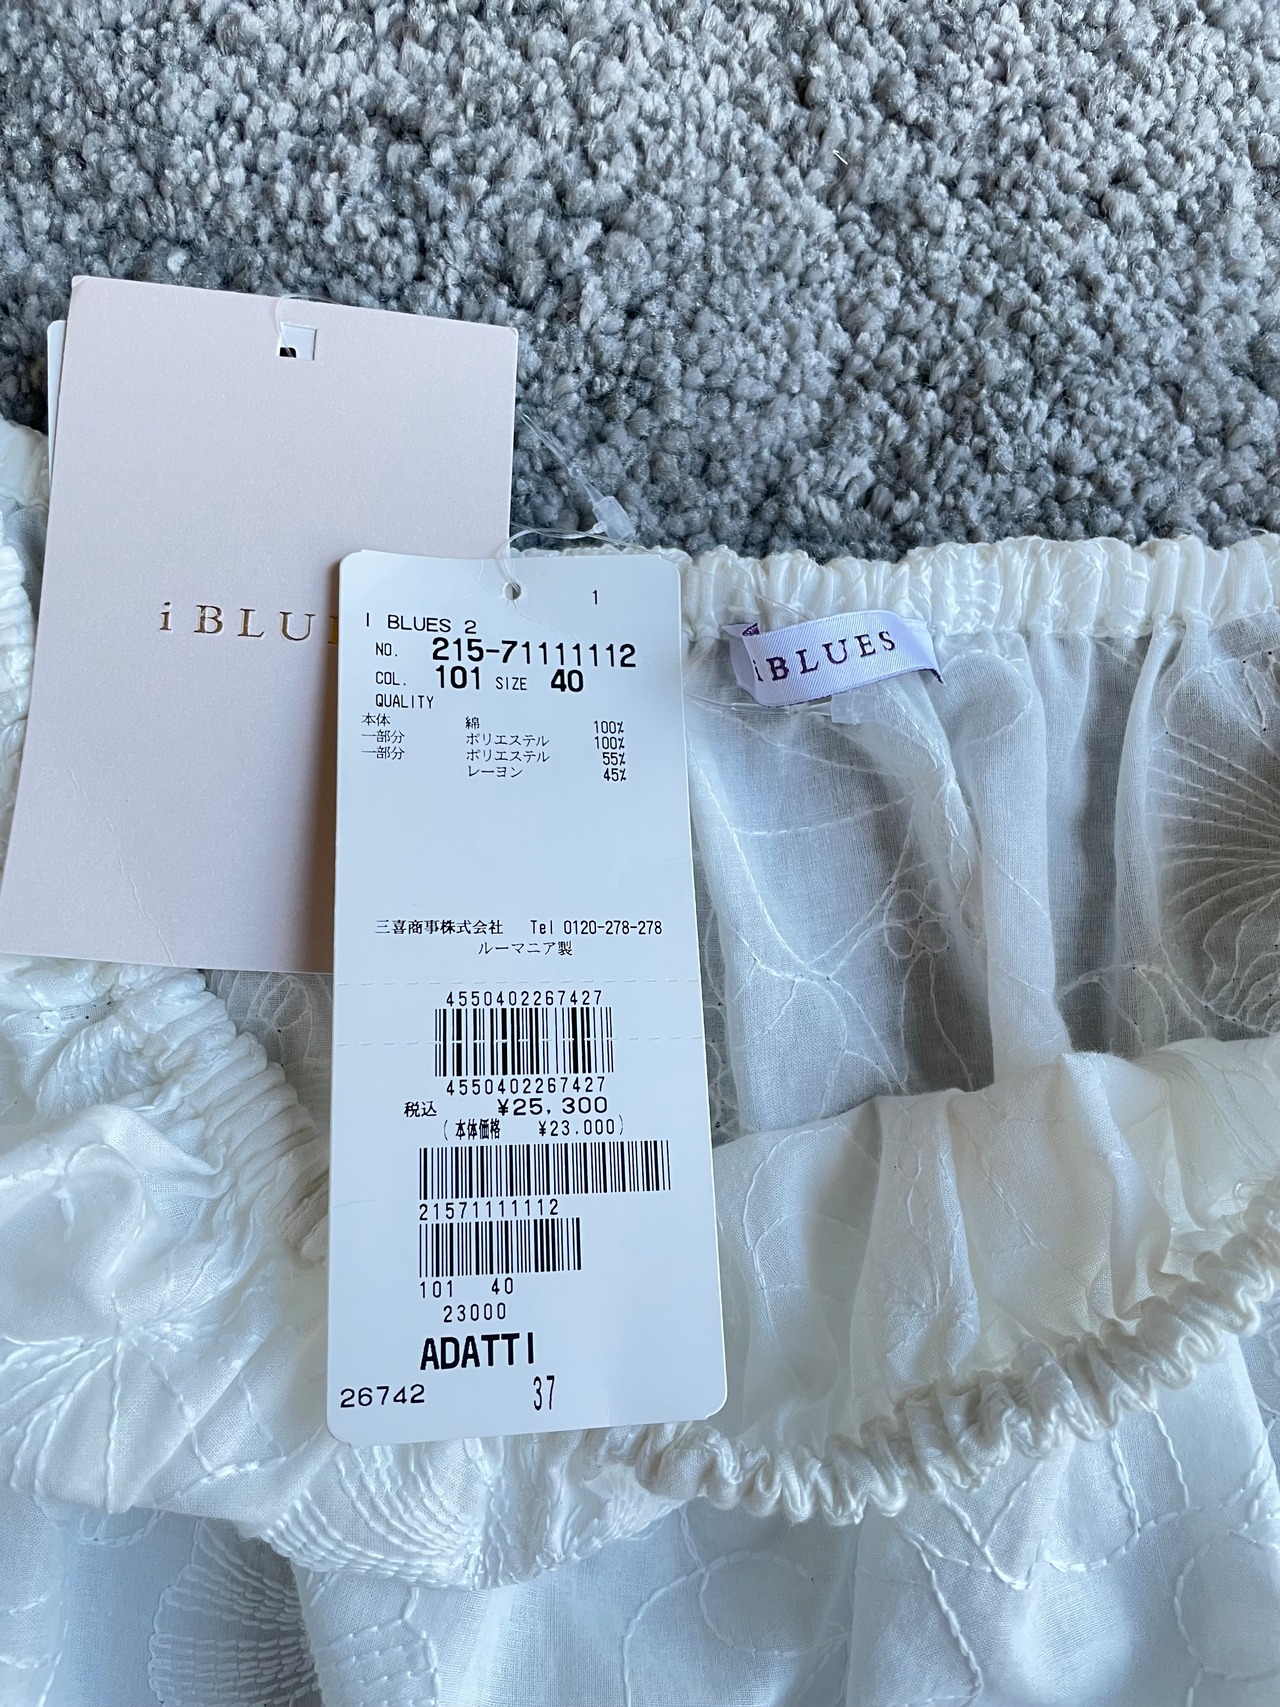 i BLU
1
I BLUES 2
NO. 215-71111112
COL. 101 SIZE 40
QUALITY
本体 綿 100%
一部分 ポリエステル 100%
一部分 ポリエステル 55%
レーヨン 45%
三喜商事株式会社 Tel 0120-278-278
ルーマニア製
4550402267427
4550402267427
税込 ¥25,300
(本体価格 ¥23.000)
21571111112
101 40
23000
ADATTI
26742 37
iBLUES